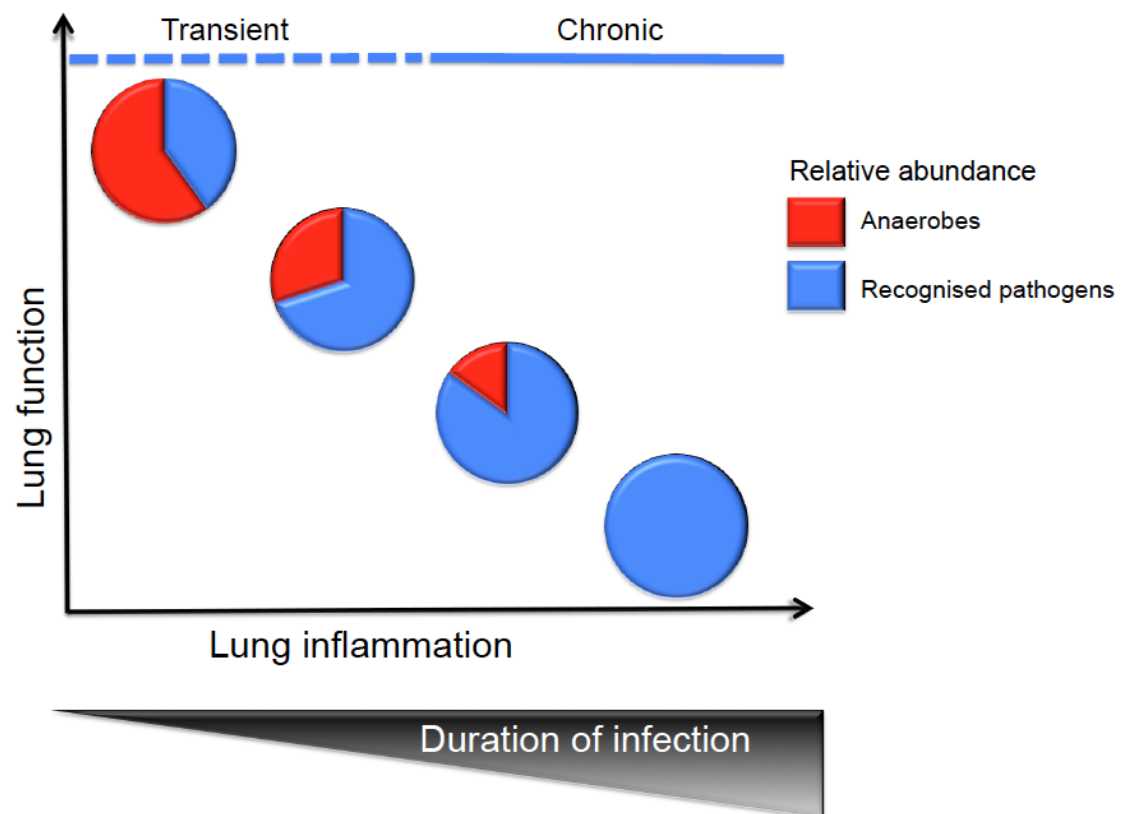 Transient
Chronic
Relative abundance
Anaerobes
Recognised pathogens
Lung function
Lung inflammation
Duration of infection